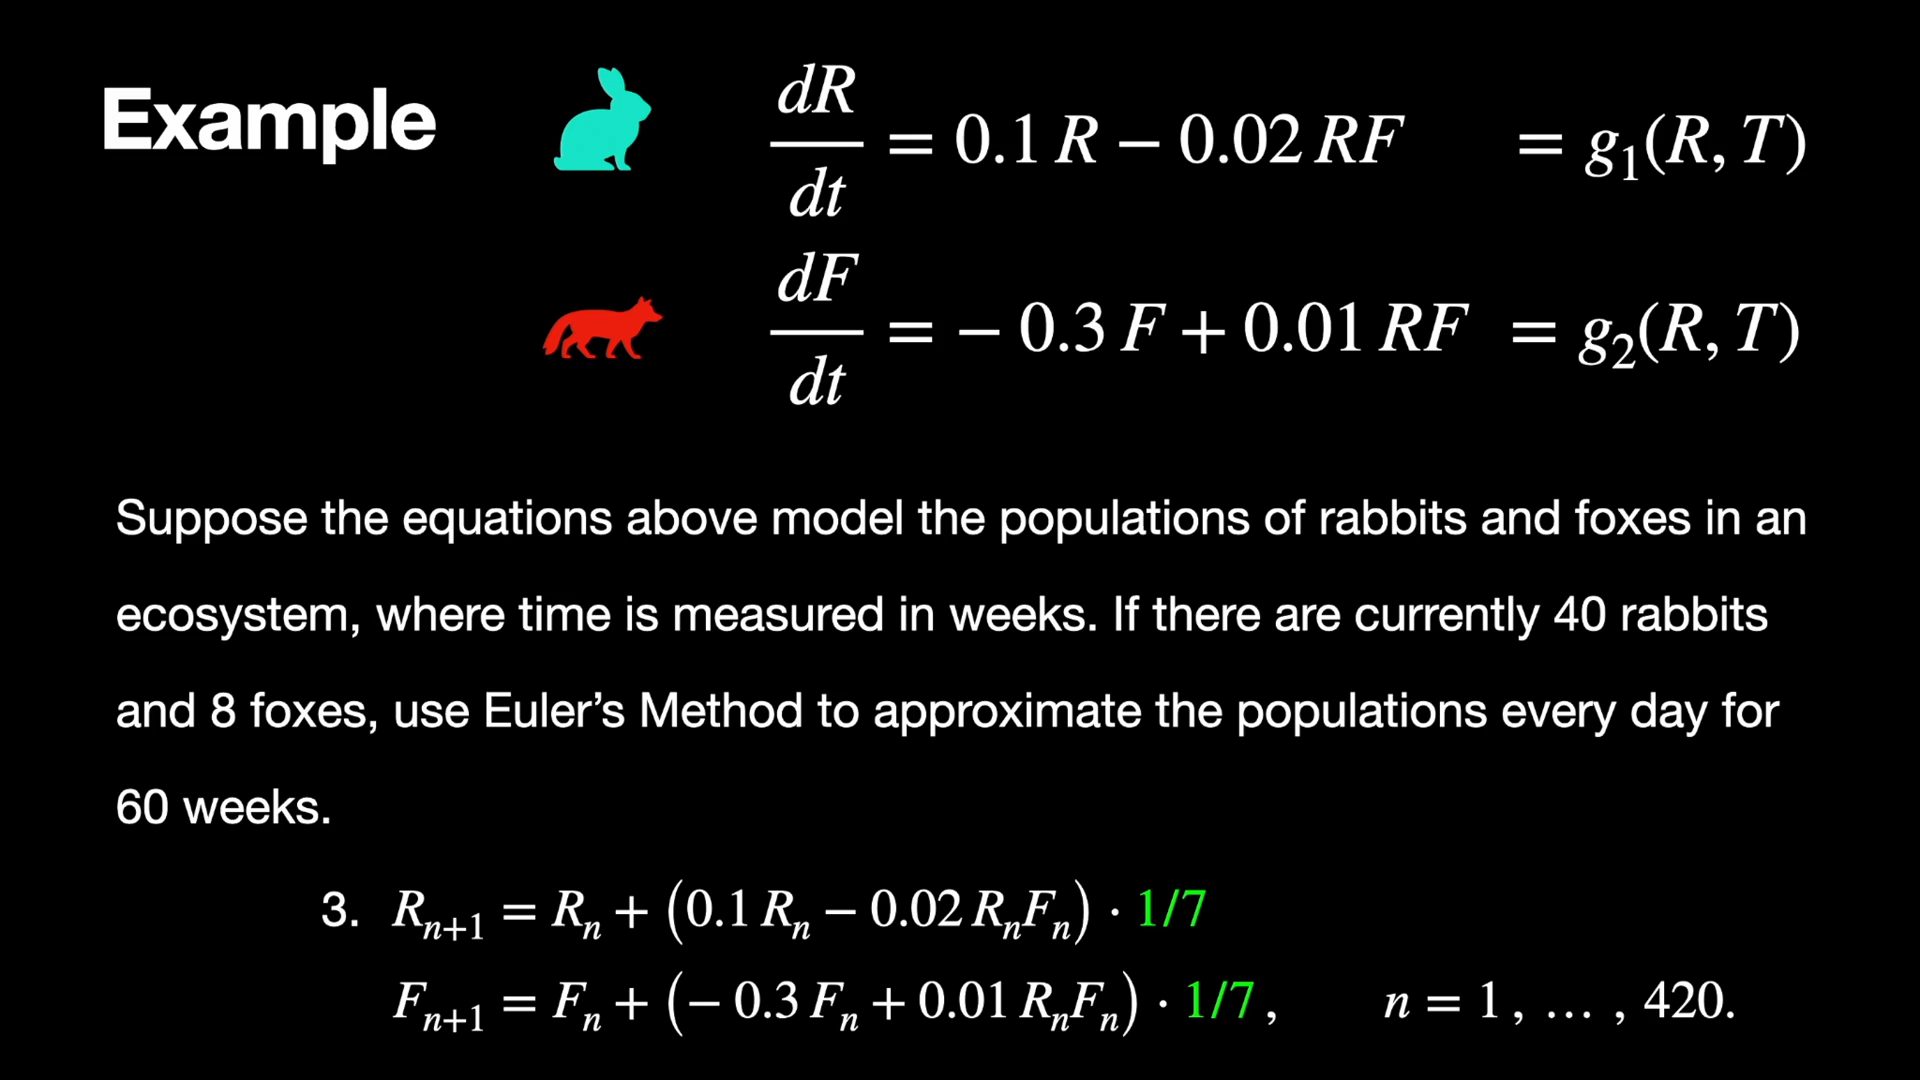 Example
dR/dt = 0.1 R − 0.02 RF = g₁(R, T)
dF/dt = − 0.3 F + 0.01 RF = g₂(R, T)
Suppose the equations above model the populations of rabbits and foxes in an
ecosystem, where time is measured in weeks. If there are currently 40 rabbits
and 8 foxes, use Euler’s Method to approximate the populations every day for
60 weeks.
3. Rₙ₊₁ = Rₙ + (0.1 Rₙ − 0.02 RₙFₙ) · 1/7
Fₙ₊₁ = Fₙ + (− 0.3 Fₙ + 0.01 RₙFₙ) · 1/7 , n = 1 , … , 420.